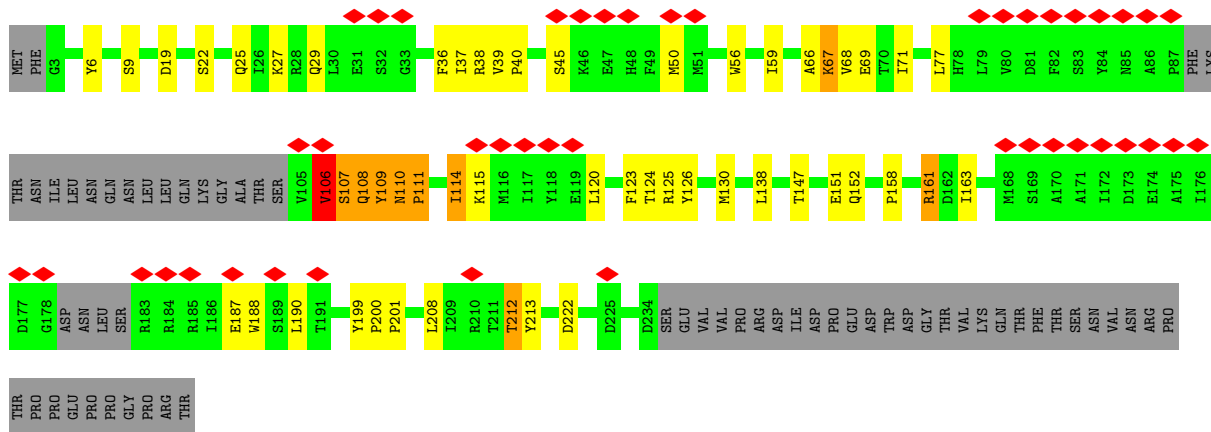 MET PHE G3 Y6 S9 D19 S22 Q25 I26 K27 R28 Q29 L30 E31 S32 G33 F36 I37 R38 V39 P40 S45 K46 E47 H48 F49 M50 M51 W56 I59 A66 K67 V68 E69 T70 I71 L77 H78 L79 V80 D81 F82 S83 Y84 N85 A86 P87 PHE LYS
THR ASN ILE LEU ASN GLN ASN LEU LEU GLN LYS GLY ALA THR SER V105 V106 S107 Q108 Y109 N110 P111 I114 K115 M116 I117 Y118 E119 L120 F123 T124 R125 Y126 M130 L138 T147 E151 Q152 P158 R161 D162 I163 M168 S169 A170 A171 I172 D173 E174 A175 I176
D177 G178 ASP ASN LEU SER R183 R184 R185 I186 E187 W188 S189 L190 T191 Y199 P200 P201 L208 I209 R210 T211 T212 Y213 D222 D225 D234 SER GLU VAL VAL PRO ARG ASP ILE ASP PRO GLU ASP TRP ASP GLY THR VAL LYS GLN THR PHE THR SER ASN VAL ASN ARG PRO
THR PRO PRO GLU PRO PRO GLY PRO ARG THR